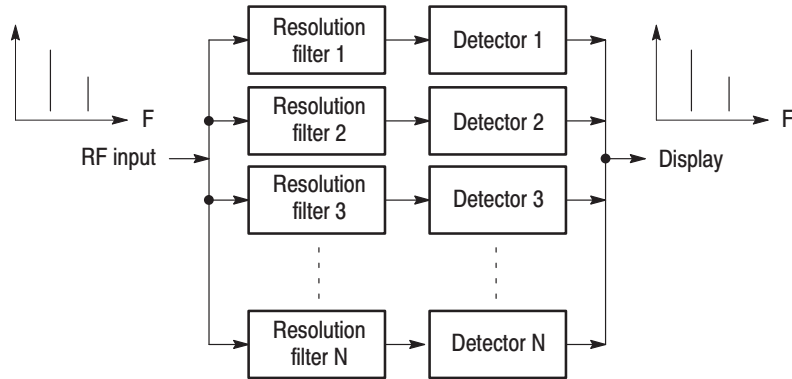 Resolution
filter 1
Detector 1
F
F
Resolution
filter 2
Detector 2
RF input
Display
Resolution
filter 3
Detector 3
Resolution
filter N
Detector N